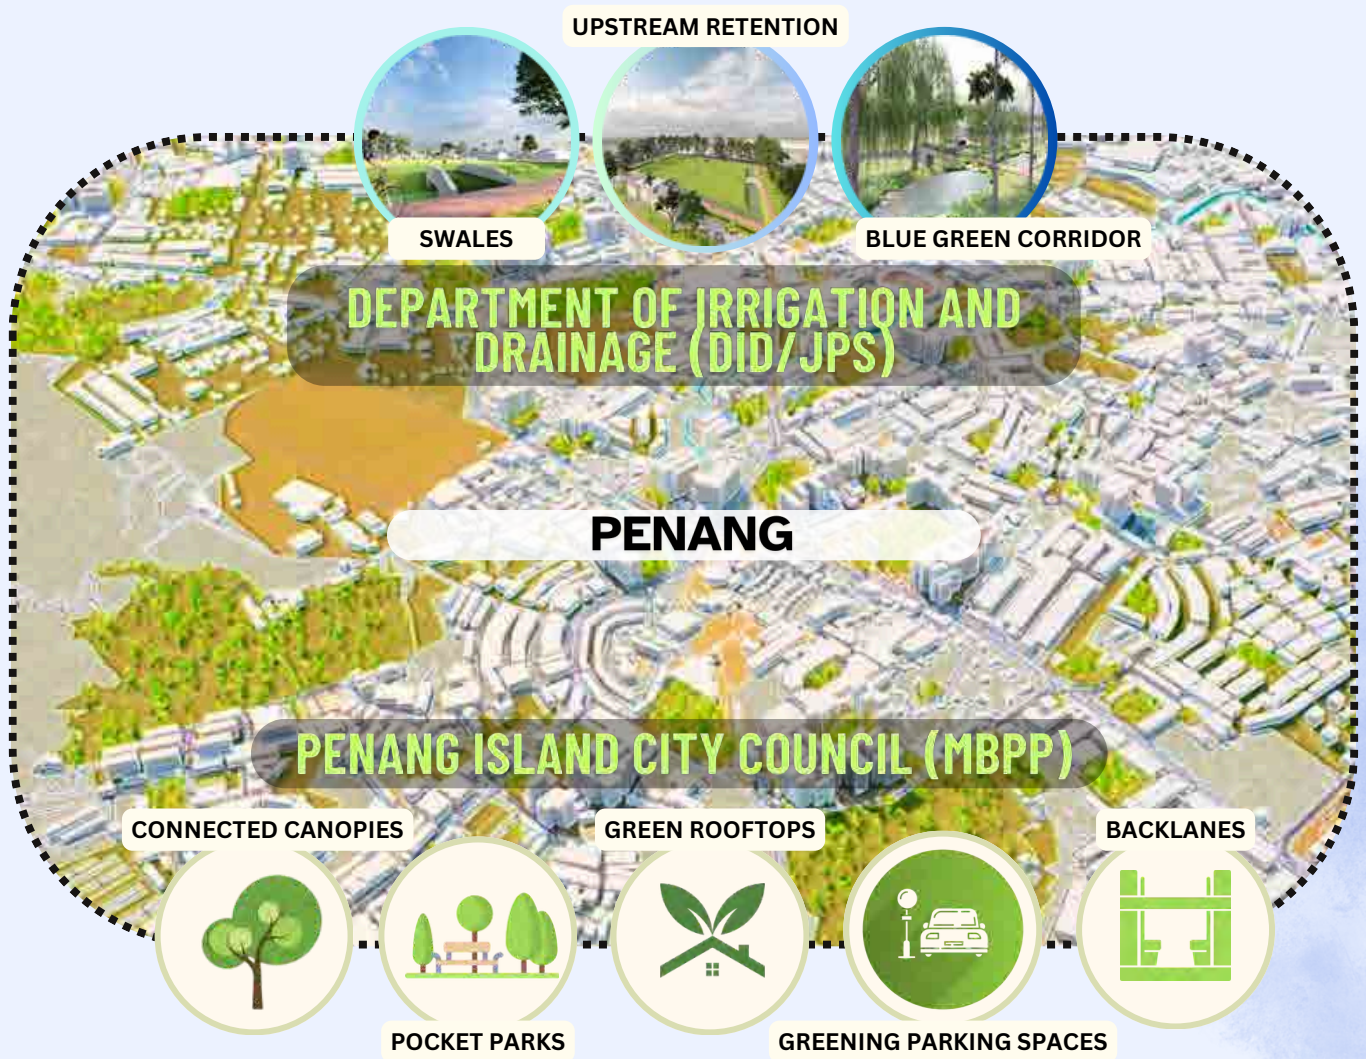 UPSTREAM RETENTION
SWALES
BLUE GREEN CORRIDOR
DEPARTMENT OF IRRIGATION AND
DRAINAGE (DID/JPS)
PENANG
PENANG ISLAND CITY COUNCIL (MBPP)
CONNECTED CANOPIES
GREEN ROOFTOPS
BACKLANES
POCKET PARKS
GREENING PARKING SPACES